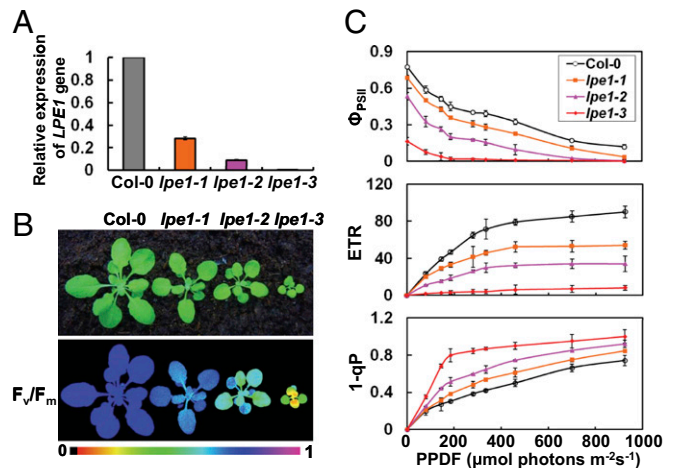 A
Relative expression
of LPE1 gene
1
0.8
0.6
0.4
0.2
0
Col-0 lpe1-1 lpe1-2 lpe1-3
B
Col-0 lpe1-1 lpe1-2 lpe1-3
Fv/Fm
0 1
C
ΦPSII
0.9
0.6
0.3
0
Col-0
lpe1-1
lpe1-2
lpe1-3
ETR
120
80
40
0
1-qP
1.2
0.8
0.4
0
0 200 400 600 800 1000
PPDF (μmol photons m-2s-1)